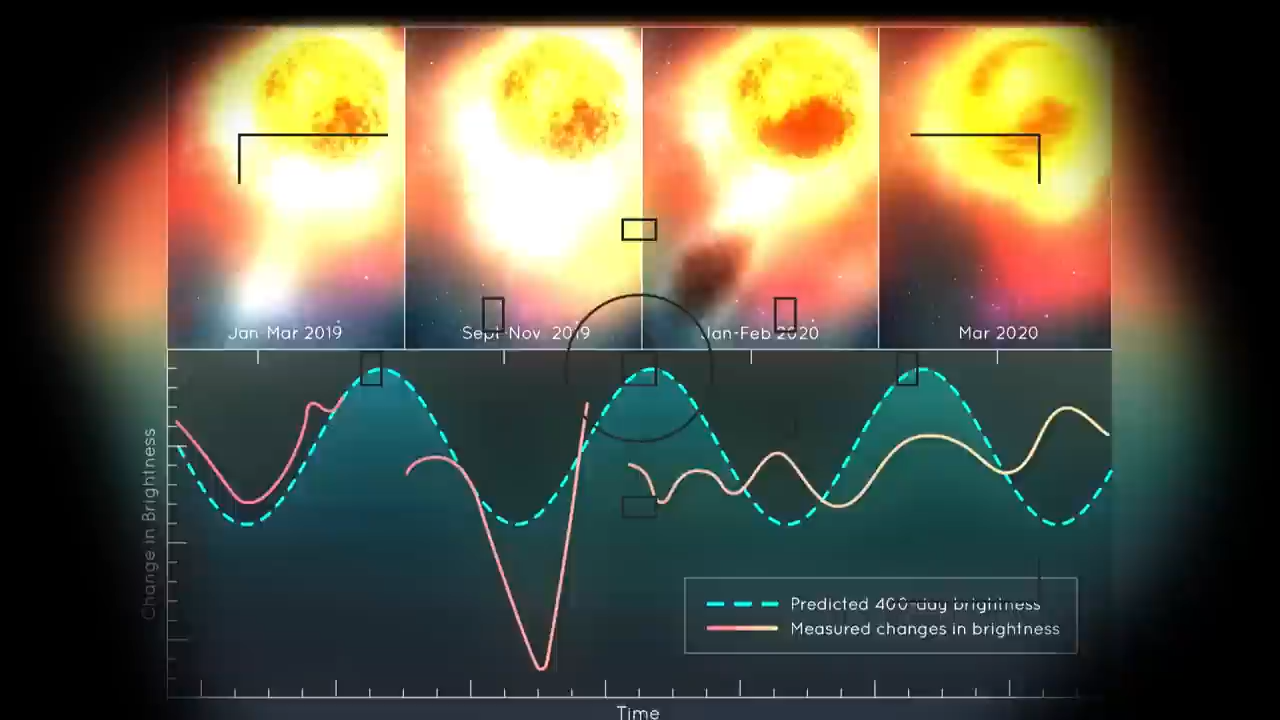 Jan-Mar 2019
Sept-Nov 2019
Jan-Feb 2020
Mar 2020
Change in Brightness
Predicted 400-day brightness
Measured changes in brightness
Time